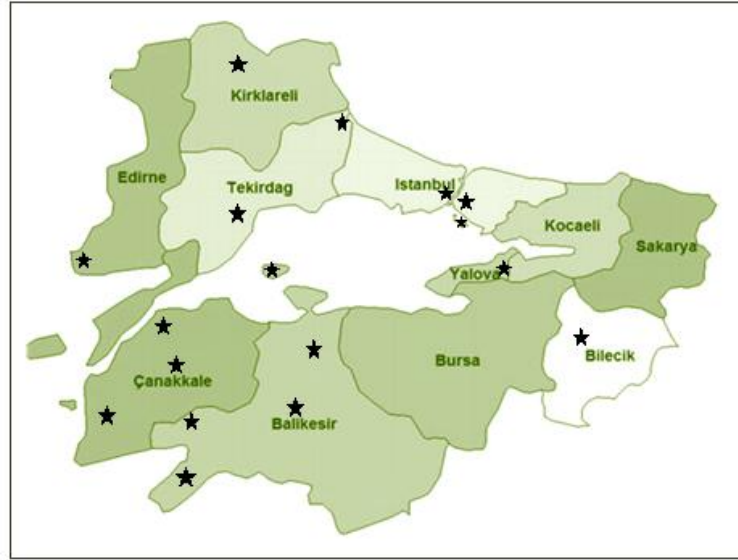 Kirklareli
Edirne
Tekirdag
Istanbul
Kocaeli
Sakarya
Yalova
Çanakkale
Balikesir
Bursa
Bilecik